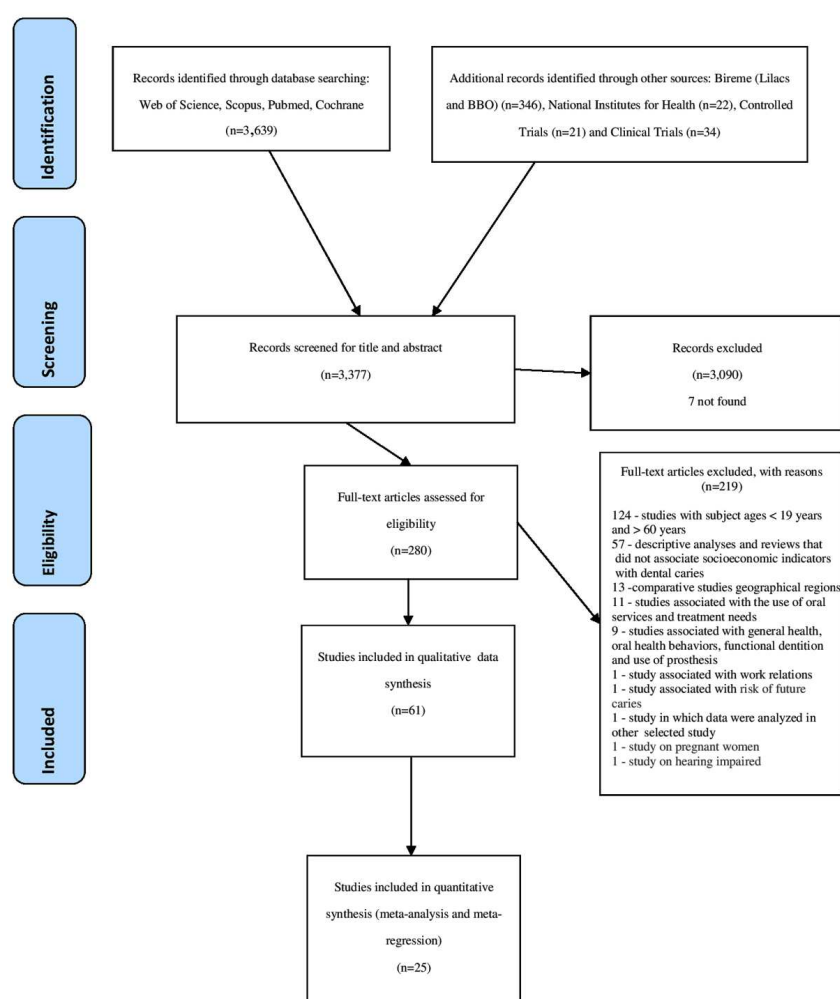 Identification
Records identified through database searching:
Web of Science, Scopus, Pubmed, Cochrane
(n=3,639)
Additional records identified through other sources: Bireme (Lilacs
and BBO) (n=346), National Institutes for Health (n=22), Controlled
Trials (n=21) and Clinical Trials (n=34)
Screening
Records screened for title and abstract
(n=3,377)
Records excluded
(n=3,090)
7 not found
Eligibility
Full-text articles assessed for
eligibility
(n=280)
Full-text articles excluded, with reasons
(n=219)
124 - studies with subject ages < 19 years
and > 60 years
57 - descriptive analyses and reviews that
did not associate socioeconomic indicators
with dental caries
13 -comparative studies geographical regions
11 - studies associated with the use of oral
services and treatment needs
9 - studies associated with general health,
oral health behaviors, functional dentition
and use of prosthesis
1 - study associated with work relations
1 - study associated with risk of future
caries
1 - study in which data were analyzed in
other selected study
1 - study on pregnant women
1 - study on hearing impaired
Included
Studies included in qualitative data
synthesis
(n=61)
Studies included in quantitative
synthesis (meta-analysis and meta-
regression)
(n=25)